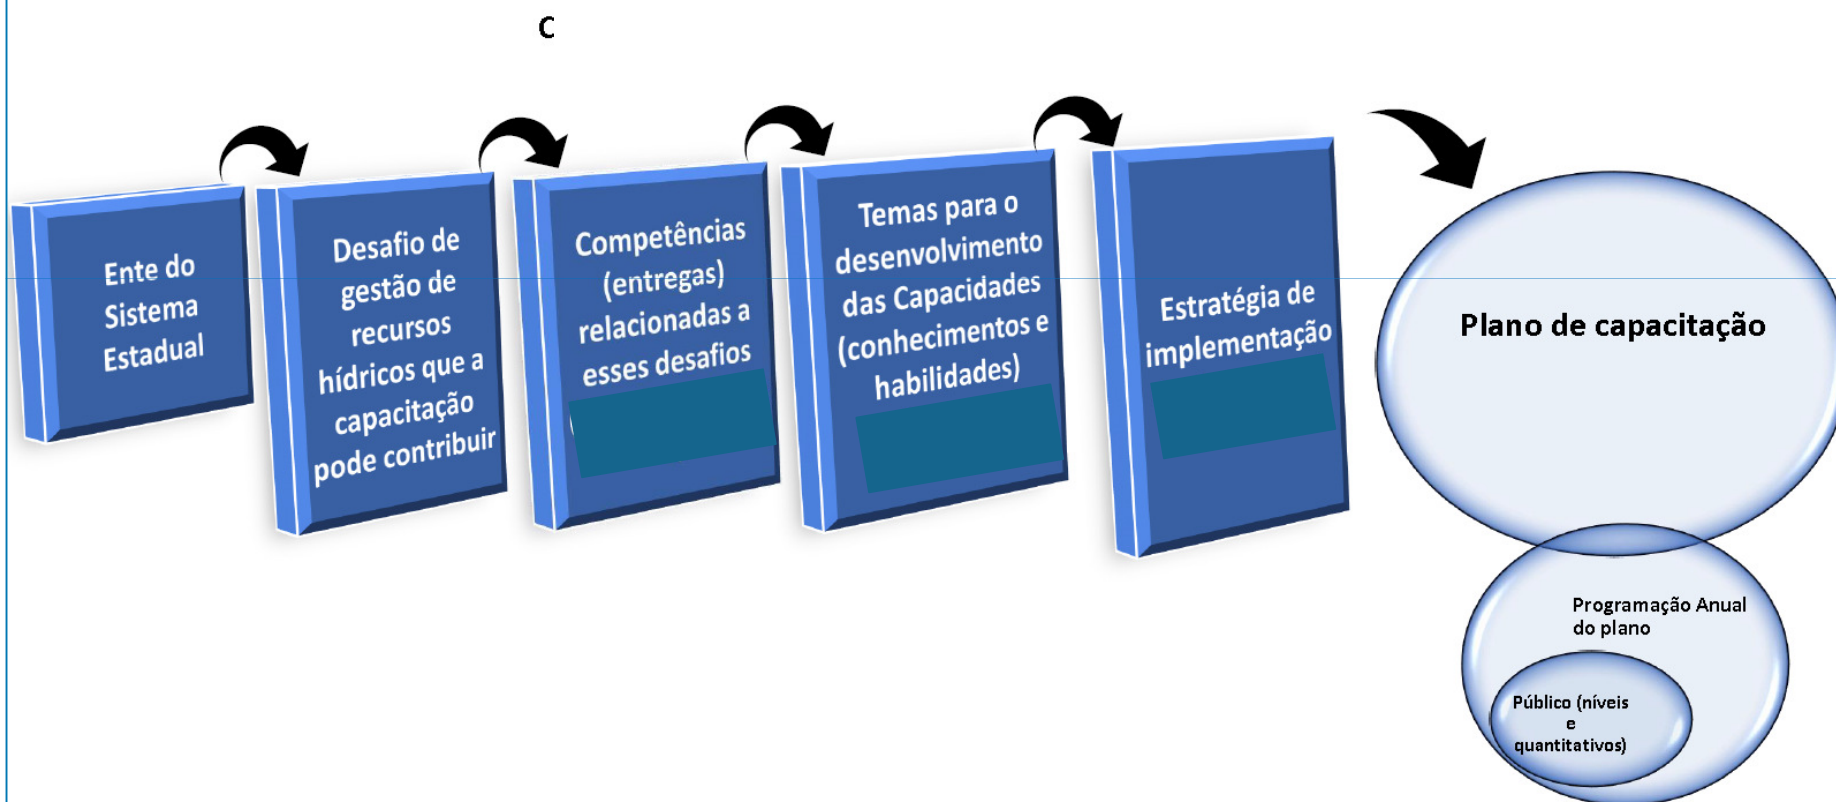 C
Ente do
Sistema
Estadual
Desafio de
gestão de
recursos
hídricos que a
capacitação
pode contribuir
Competências
(entregas)
relacionadas a
esses desafios
Temas para o
desenvolvimento
das Capacidades
(conhecimentos e
habilidades)
Estratégia de
implementação
Plano de capacitação
Programação Anual
do plano
Público (níveis
e
quantitativos)